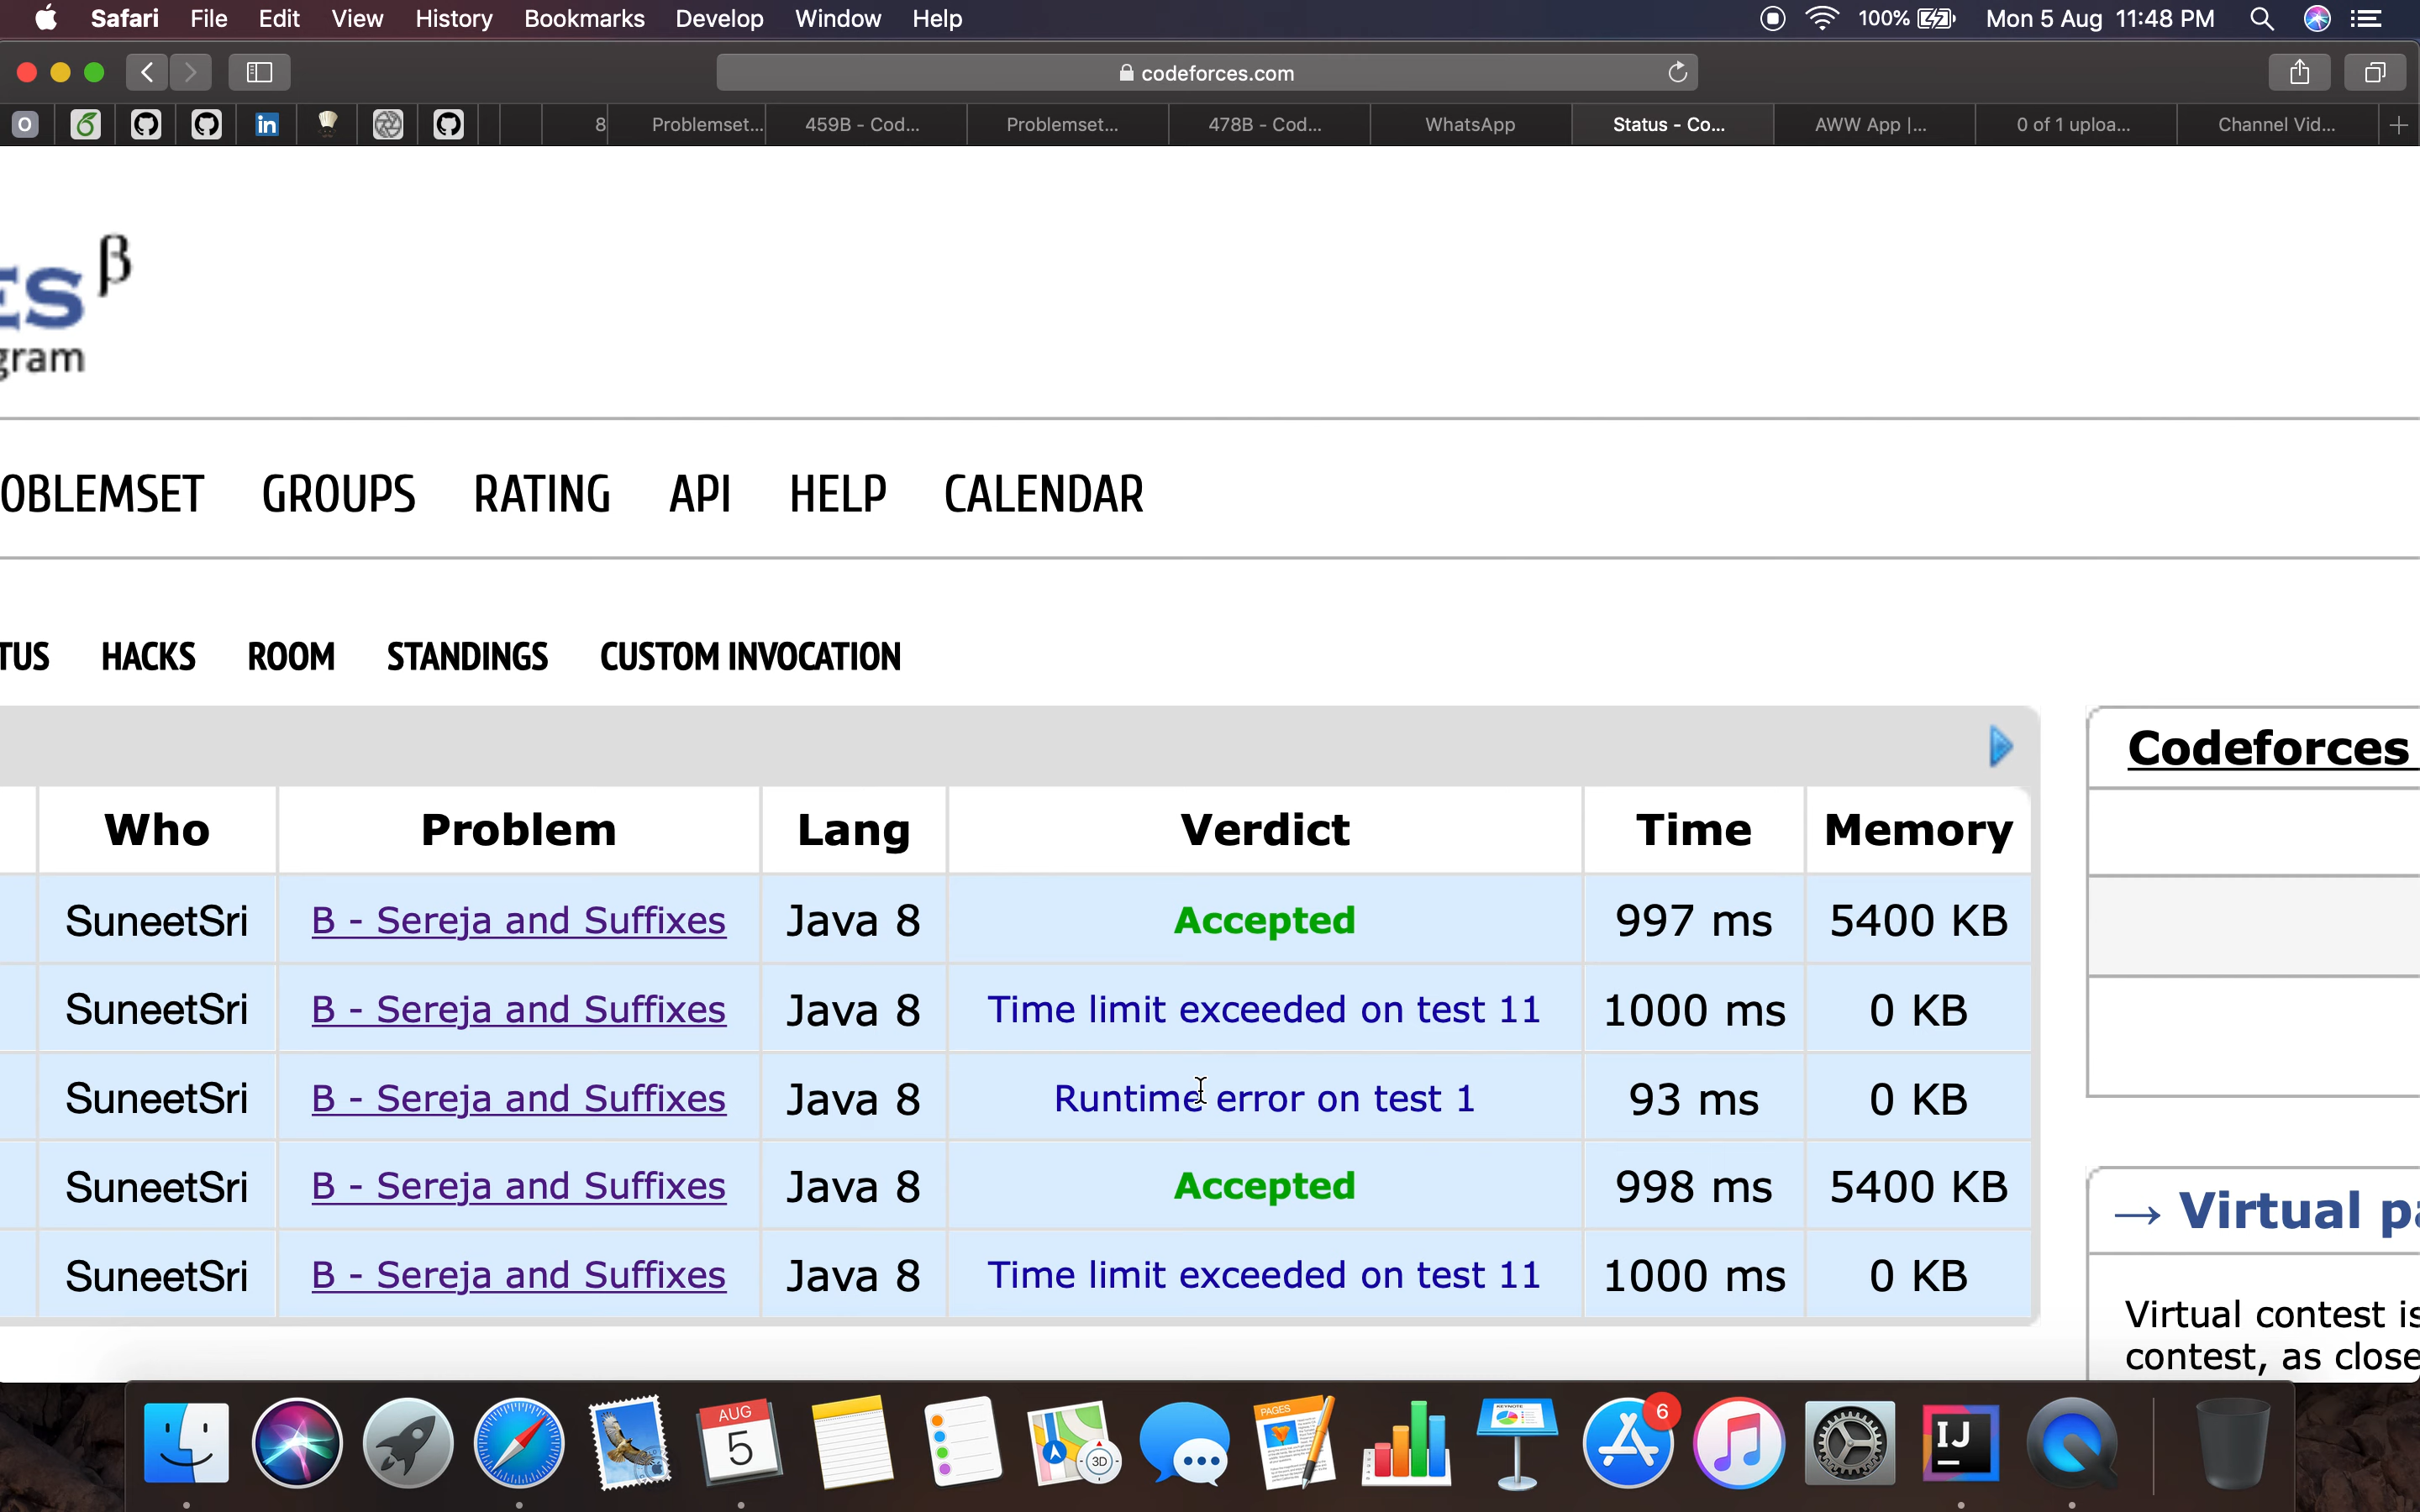 Safari File Edit View History Bookmarks Develop Window Help 100% Mon 5 Aug 11:48 PM
codeforces.com
8 Problemset... 459B - Cod... Problemset... 478B - Cod... WhatsApp Status - Co... AWW App |... 0 of 1 uploa... Channel Vid...
ES β
gram
OBLEMSET GROUPS RATING API HELP CALENDAR
TUS HACKS ROOM STANDINGS CUSTOM INVOCATION
Codeforces
Who Problem Lang Verdict Time Memory
SuneetSri B - Sereja and Suffixes Java 8 Accepted 997 ms 5400 KB
SuneetSri B - Sereja and Suffixes Java 8 Time limit exceeded on test 11 1000 ms 0 KB
SuneetSri B - Sereja and Suffixes Java 8 Runtime error on test 1 93 ms 0 KB
SuneetSri B - Sereja and Suffixes Java 8 Accepted 998 ms 5400 KB
→ Virtual pa
SuneetSri B - Sereja and Suffixes Java 8 Time limit exceeded on test 11 1000 ms 0 KB
Virtual contest is
contest, as close
AUG
5
3D
PAGES
KEYNOTE
6
IJ